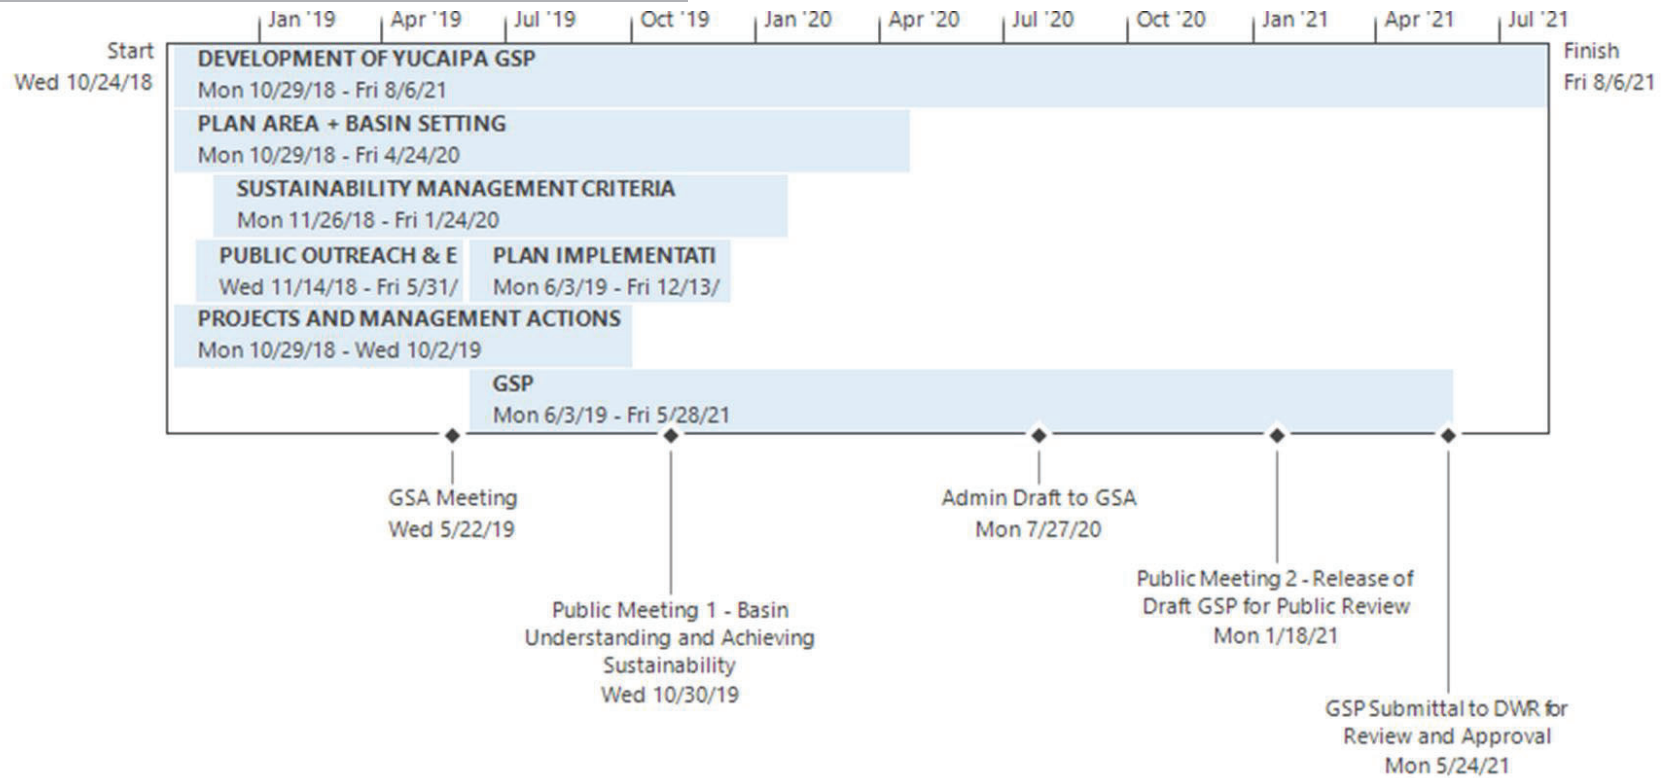 Jan '19
Apr '19
Jul '19
Oct '19
Jan '20
Apr '20
Jul '20
Oct '20
Jan '21
Apr '21
Jul '21
Start
Wed 10/24/18
Finish
Fri 8/6/21
DEVELOPMENT OF YUCAIPA GSP
Mon 10/29/18 - Fri 8/6/21
PLAN AREA + BASIN SETTING
Mon 10/29/18 - Fri 4/24/20
SUSTAINABILITY MANAGEMENT CRITERIA
Mon 11/26/18 - Fri 1/24/20
PUBLIC OUTREACH & E
Wed 11/14/18 - Fri 5/31/
PLAN IMPLEMENTATI
Mon 6/3/19 - Fri 12/13/
PROJECTS AND MANAGEMENT ACTIONS
Mon 10/29/18 - Wed 10/2/19
GSP
Mon 6/3/19 - Fri 5/28/21
GSA Meeting
Wed 5/22/19
Public Meeting 1 - Basin
Understanding and Achieving
Sustainability
Wed 10/30/19
Admin Draft to GSA
Mon 7/27/20
Public Meeting 2 - Release of
Draft GSP for Public Review
Mon 1/18/21
GSP Submittal to DWR for
Review and Approval
Mon 5/24/21